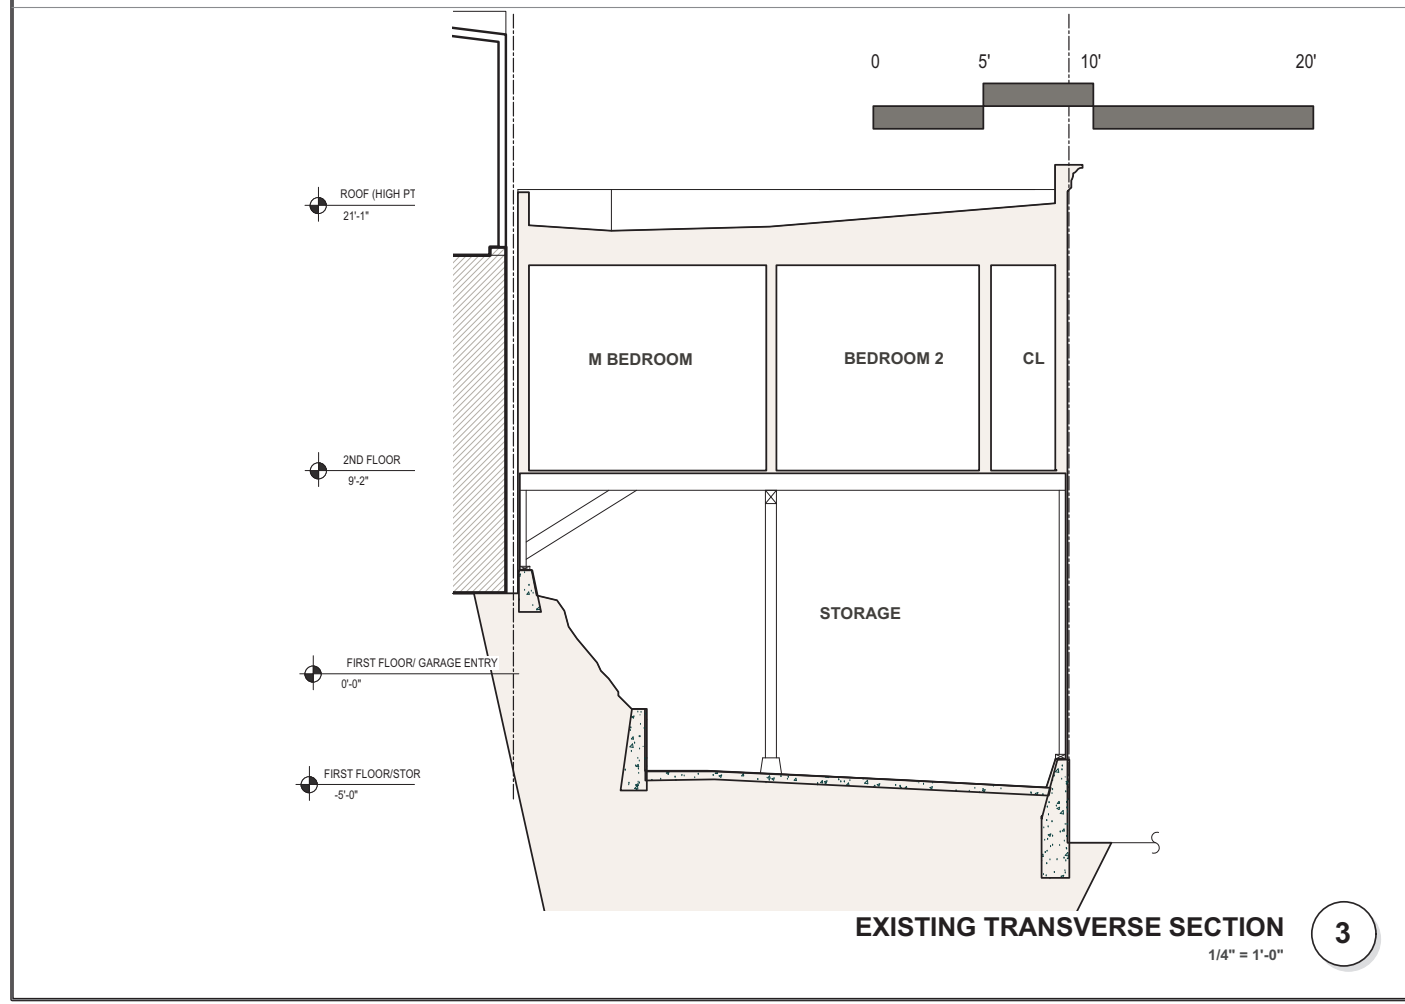 0 5' 10' 20'
ROOF (HIGH PT
21'-1"
M BEDROOM BEDROOM 2 CL
2ND FLOOR
9'-2"
STORAGE
FIRST FLOOR/ GARAGE ENTRY
0'-0"
FIRST FLOOR/STOR
-5'-0"
EXISTING TRANSVERSE SECTION 3
1/4" = 1'-0"